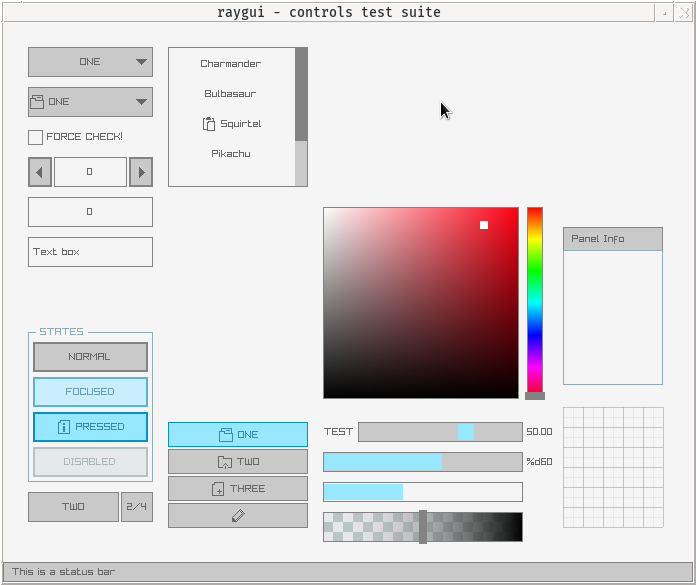 raygui - controls test suite
ONE
ONE
FORCE CHECK!
0
0
Text box
Charmander
Bulbasaur
Squirtel
Pikachu
Panel Info
STATES
NORMAL
FOCUSED
PRESSED
DISABLED
TWO
2/4
ONE
TWO
THREE
TEST
50.00
%d60
This is a status bar